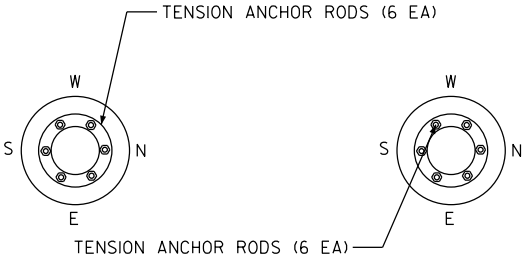 TENSION ANCHOR RODS (6 EA)
W W
S N S N
E E
TENSION ANCHOR RODS (6 EA)